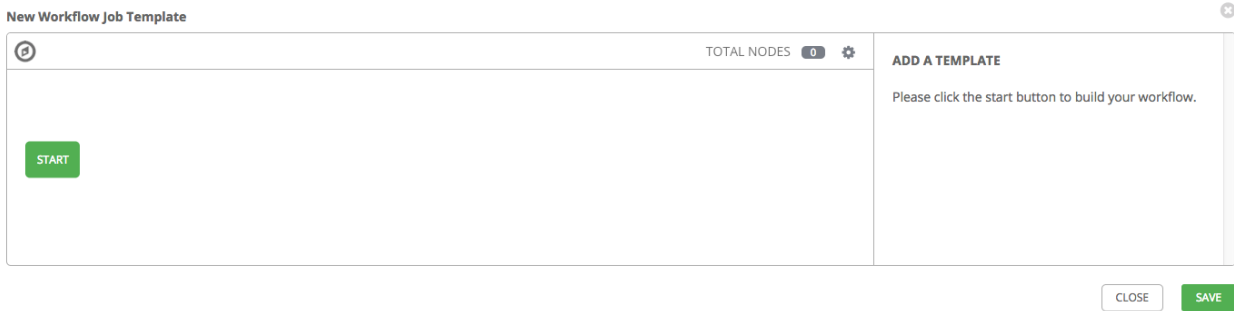 New Workflow Job Template
TOTAL NODES 0
START
ADD A TEMPLATE
Please click the start button to build your workflow.
CLOSE
SAVE